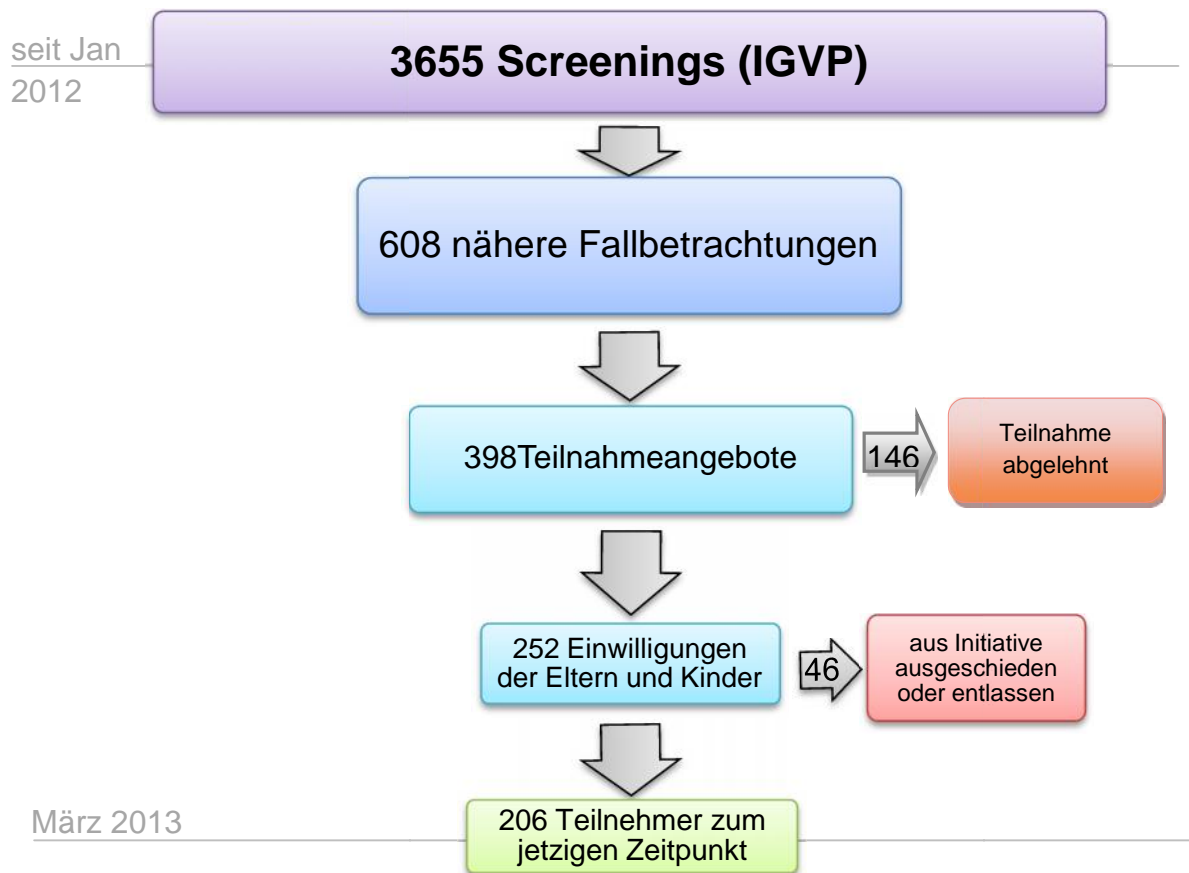 seit Jan
2012
3655 Screenings (IGVP)
608 nähere Fallbetrachtungen
398Teilnahmeangebote
146
Teilnahme
abgelehnt
252 Einwilligungen
der Eltern und Kinder
46
aus Initiative
ausgeschieden
oder entlassen
März 2013
206 Teilnehmer zum
jetzigen Zeitpunkt